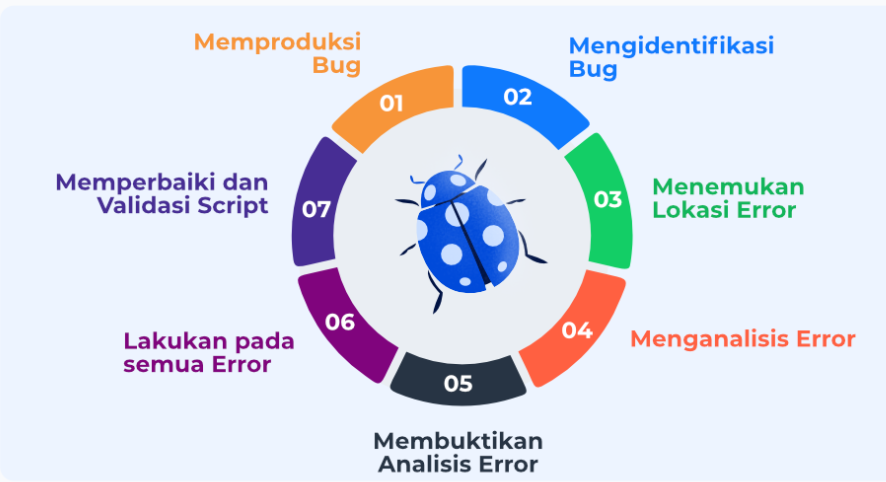 01
Memproduksi
Bug
02
Mengidentifikasi
Bug
03
Menemukan
Lokasi Error
04
Menganalisis Error
05
Membuktikan
Analisis Error
06
Lakukan pada
semua Error
07
Memperbaiki dan
Validasi Script